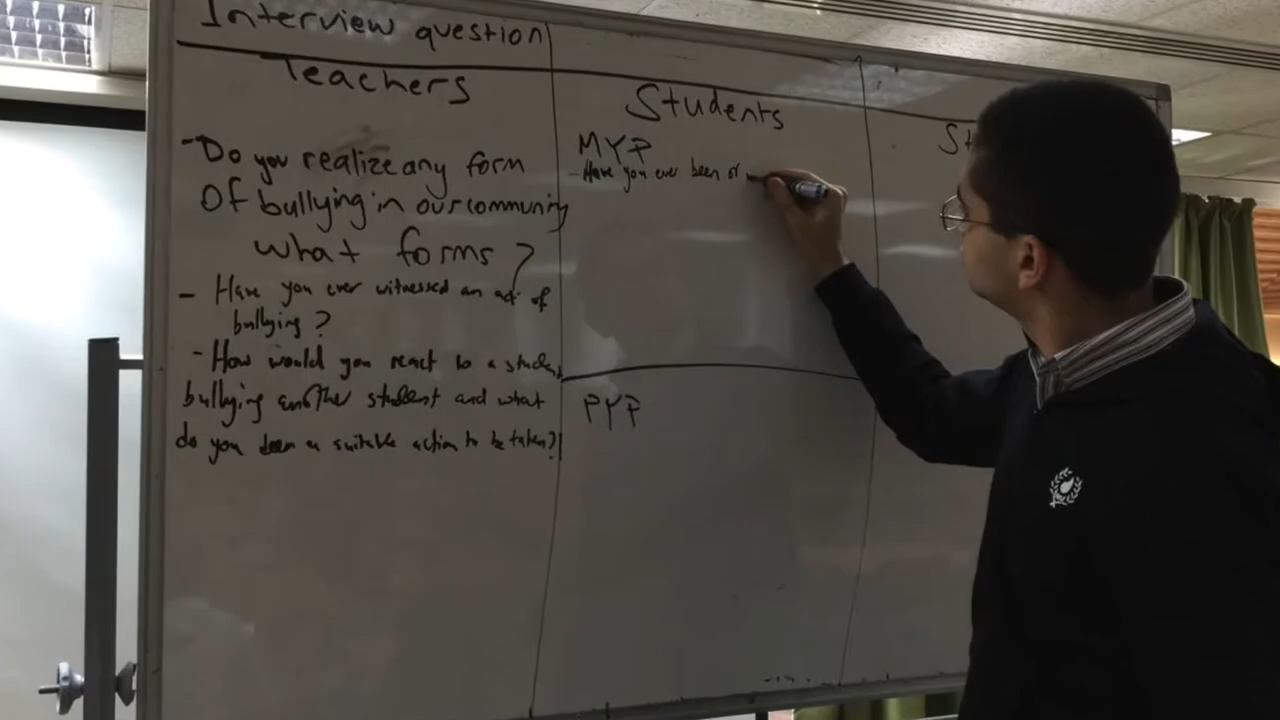 Interview question
Teachers
-Do you realize any form
Of bullying in our community
what forms?
- Have you ever witnessed an act of
bullying?
- How would you react to a student
bullying another student and what
do you deem a suitable action to be taken?
Students
MYP
- Have you ever been or
PYP
St